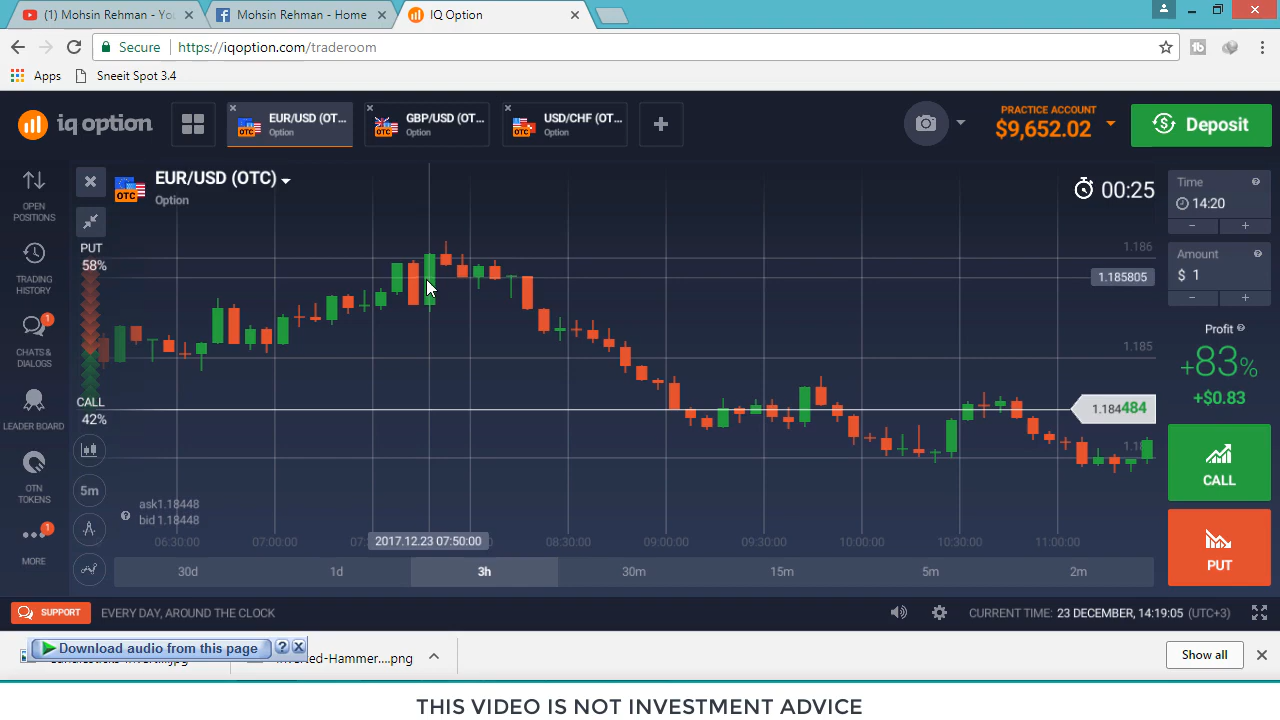 (1) Mohsin Rehman - Yo
Mohsin Rehman - Home
IQ Option
Secure
https://iqoption.com/traderoom
Apps
Sneeit Spot 3.4
iq option
EUR/USD (OT...
Option
GBP/USD (OT...
Option
USD/CHF (OT...
Option
PRACTICE ACCOUNT
$9,652.02
Deposit
OPEN
POSITIONS
TRADING
HISTORY
1
CHATS &
DIALOGS
LEADER BOARD
OTN
TOKENS
1
MORE
OTC
EUR/USD (OTC)
Option
00:25
PUT
58%
CALL
42%
5m
1.186
1.185805
1.185
1.184484
ask1.18448
bid 1.18448
06:30:00
07:00:00
2017.12.23 07:50:00
08:30:00
09:00:00
09:30:00
10:00:00
10:30:00
11:00:00
30d
1d
3h
30m
15m
5m
2m
Time
14:20
Amount
$ 1
Profit
+83%
+$0.83
CALL
PUT
SUPPORT
EVERY DAY, AROUND THE CLOCK
CURRENT TIME: 23 DECEMBER, 14:19:05 (UTC+3)
Download audio from this page
Show all
THIS VIDEO IS NOT INVESTMENT ADVICE